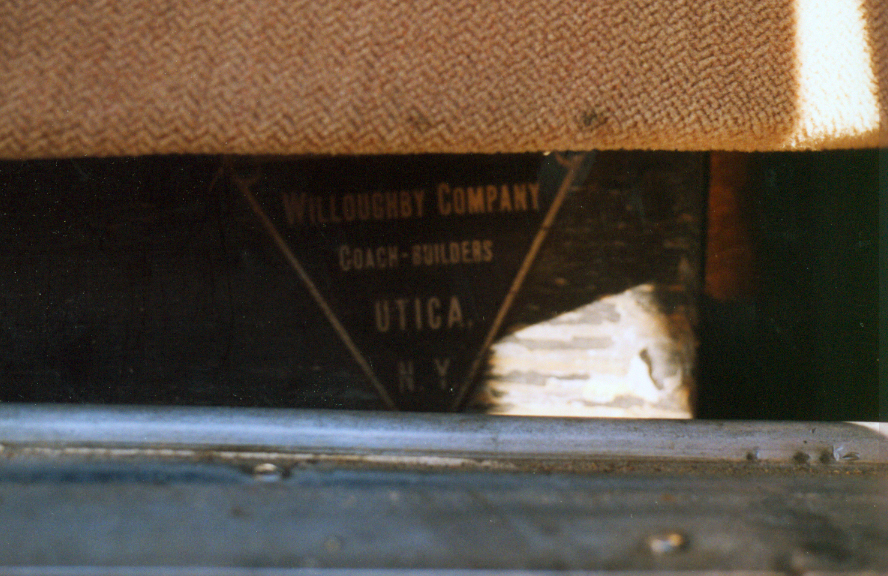 WILLOUGHBY COMPANY
COACH-BUILDERS
UTICA,
N.Y.